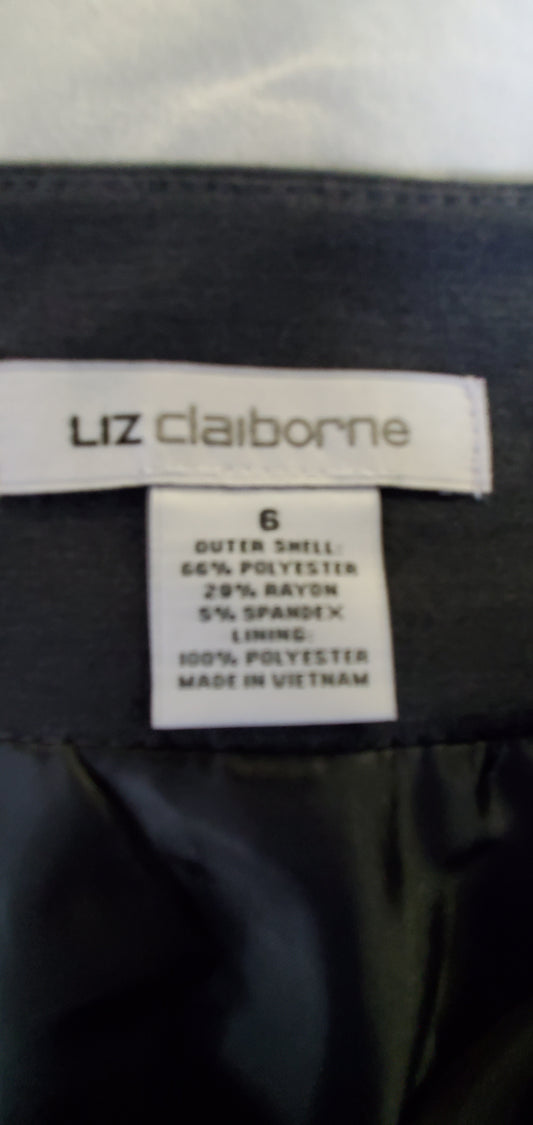 LIZ claiborne
6
OUTER SHELL:
66% POLYESTER
29% RAYON
5% SPANDEX
LINING:
100% POLYESTER
MADE IN VIETNAM